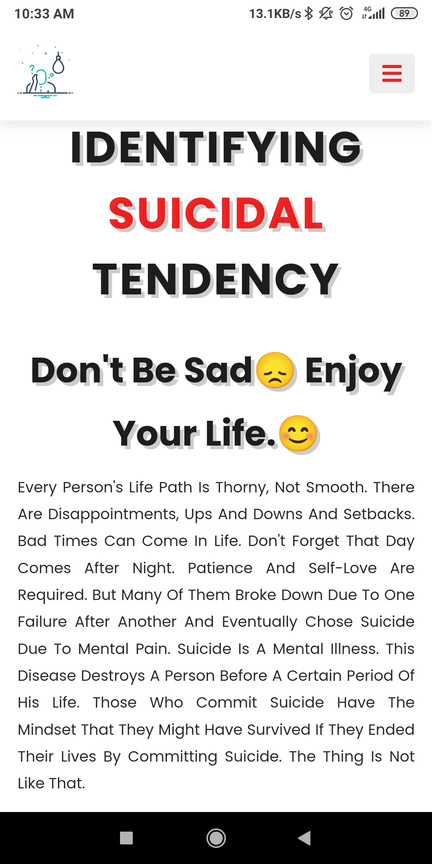 10:33 AM 13.1KB/s 4G 89
IDENTIFYING
SUICIDAL
TENDENCY
Don't Be Sad😞 Enjoy
Your Life.😊
Every Person's Life Path Is Thorny, Not Smooth. There
Are Disappointments, Ups And Downs And Setbacks.
Bad Times Can Come In Life. Don't Forget That Day
Comes After Night. Patience And Self-Love Are
Required. But Many Of Them Broke Down Due To One
Failure After Another And Eventually Chose Suicide
Due To Mental Pain. Suicide Is A Mental Illness. This
Disease Destroys A Person Before A Certain Period Of
His Life. Those Who Commit Suicide Have The
Mindset That They Might Have Survived If They Ended
Their Lives By Committing Suicide. The Thing Is Not
Like That.